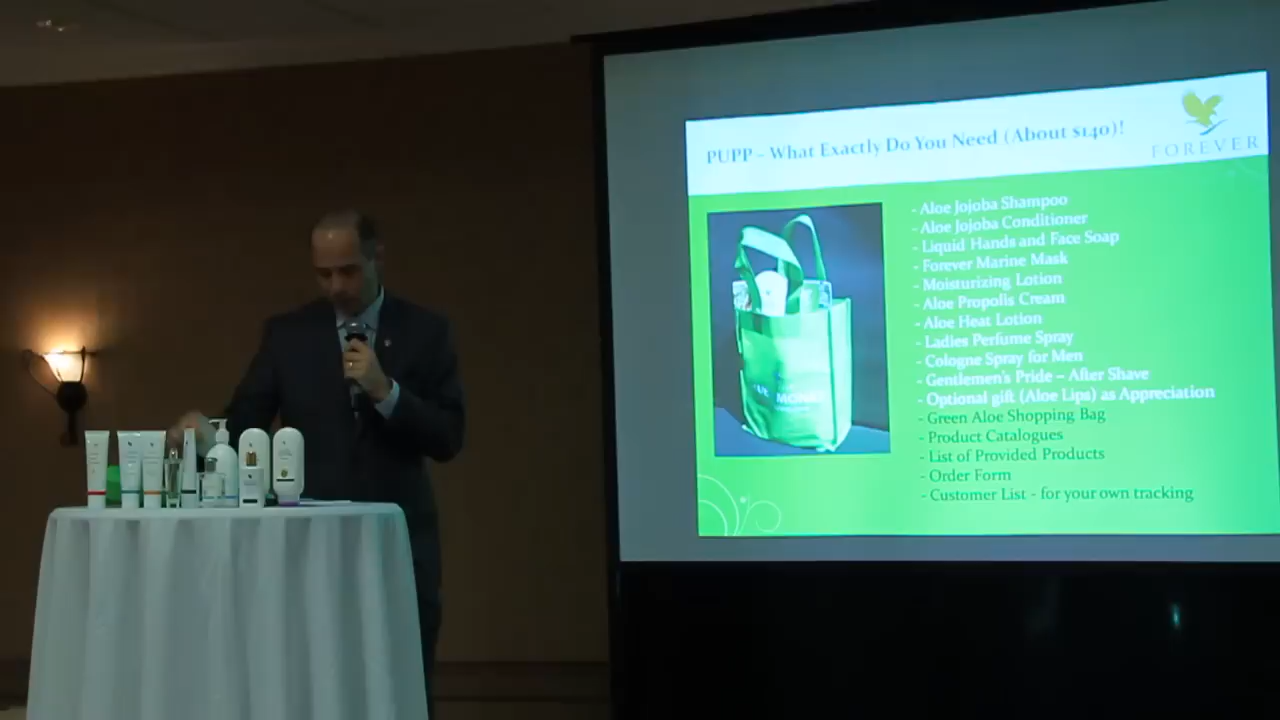 PUPP – What Exactly Do You Need (About $140)!
FOREVER
- Aloe Jojoba Shampoo
- Aloe Jojoba Conditioner
- Liquid Hands and Face Soap
- Forever Marine Mask
- Moisturizing Lotion
- Aloe Propolis Cream
- Aloe Heat Lotion
- Ladies Perfume Spray
- Cologne Spray for Men
- Gentlemen's Pride – After Shave
- Optional gift (Aloe Lips) as Appreciation
- Green Aloe Shopping Bag
- Product Catalogues
- List of Provided Products
- Order Form
- Customer List - for your own tracking